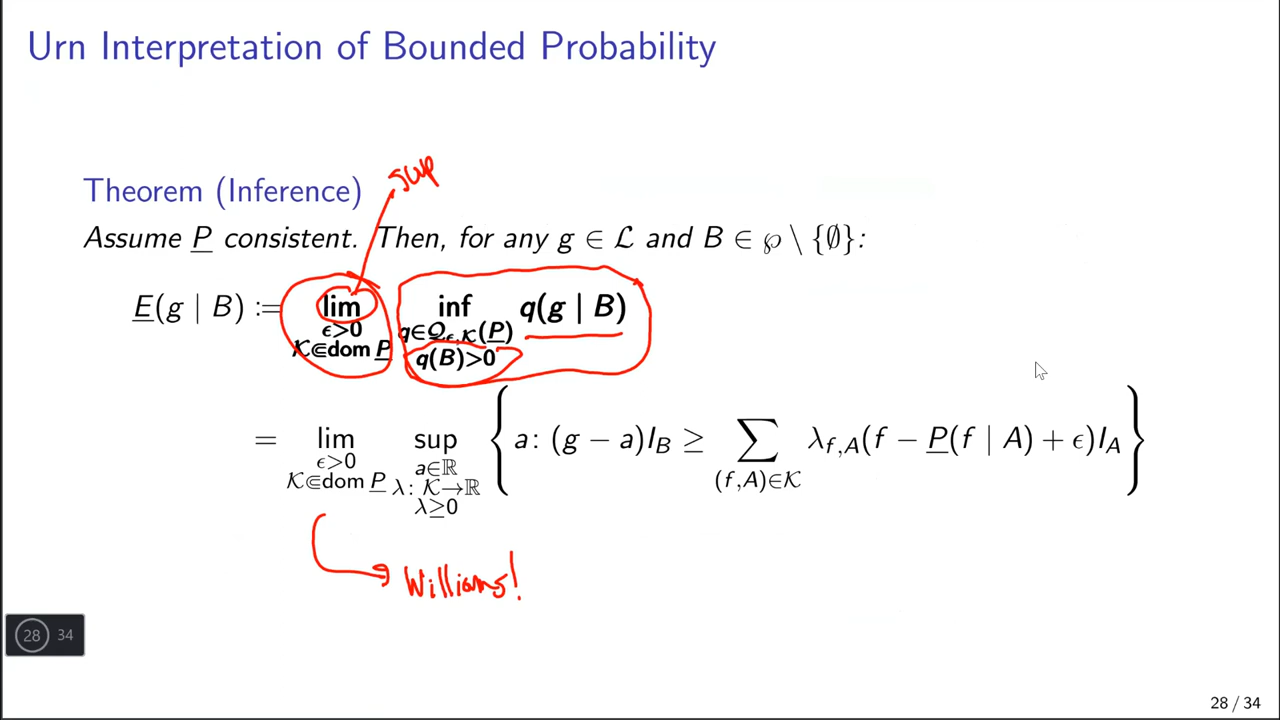 Urn Interpretation of Bounded Probability
sup
Theorem (Inference)
Assume P̲ consistent. Then, for any g ∈ ℒ and B ∈ ℘ \ {∅}:
E̲(g | B) := lim inf q(g | B)
ϵ>0 q∈𝒬ϵ,𝒦(P̲)
𝒦⋐dom P̲ q(B)>0
= lim sup { a: (g − a)I_B ≥ ∑ λ_{f,A}(f − P̲(f | A) + ϵ)I_A }
ϵ>0 a∈ℝ (f,A)∈𝒦
𝒦⋐dom P̲ λ: 𝒦→ℝ
λ≥0
Williams!
28 34
28 / 34